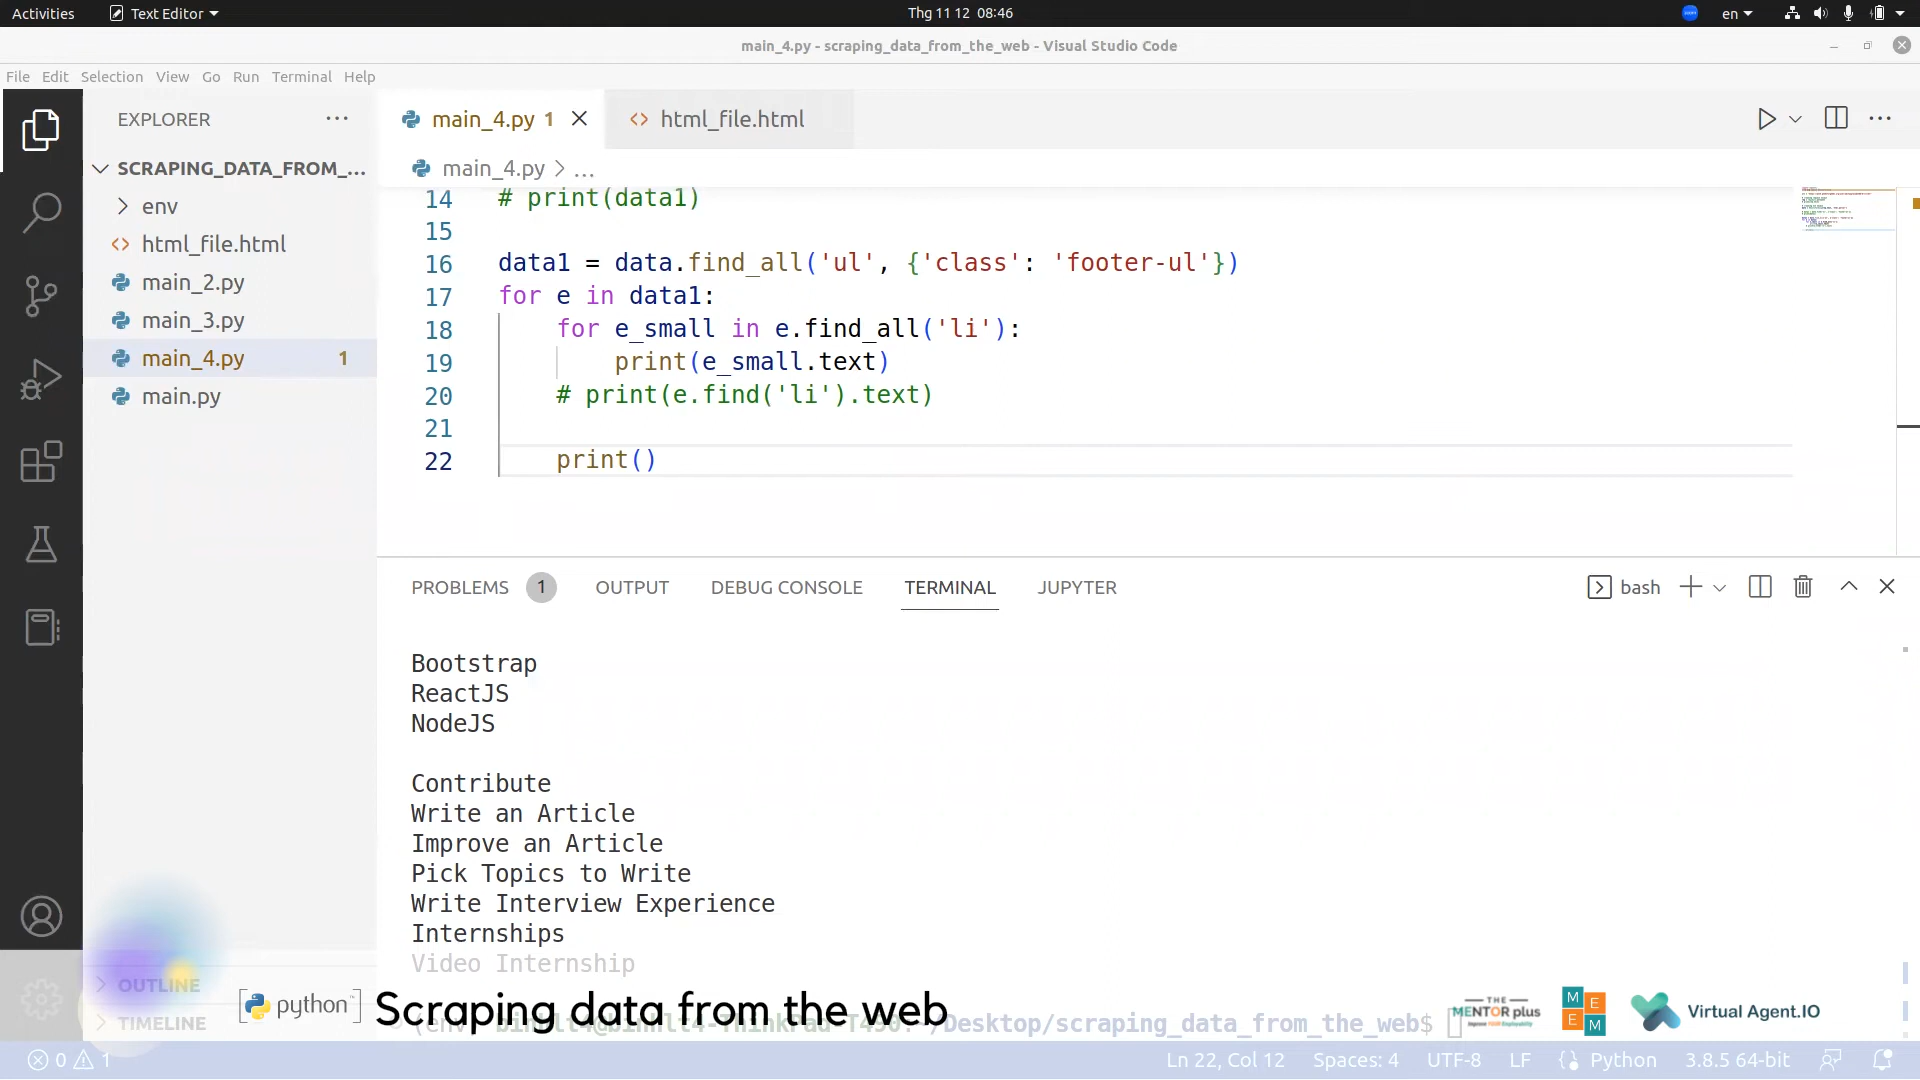 Activities Text Editor Thg 11 12 08:46 en
main_4.py - scraping_data_from_the_web - Visual Studio Code
File Edit Selection View Go Run Terminal Help
EXPLORER ···
main_4.py 1
html_file.html
SCRAPING_DATA_FROM_...
main_4.py > ...
env
html_file.html
main_2.py
main_3.py
main_4.py 1
main.py
14 # print(data1)
15
16 data1 = data.find_all('ul', {'class': 'footer-ul'})
17 for e in data1:
18 for e_small in e.find_all('li'):
19 print(e_small.text)
20 # print(e.find('li').text)
21
22 print()
PROBLEMS 1 OUTPUT DEBUG CONSOLE TERMINAL JUPYTER bash
Bootstrap
ReactJS
NodeJS
Contribute
Write an Article
Improve an Article
Pick Topics to Write
Write Interview Experience
Internships
Video Internship
OUTLINE
TIMELINE
python Scraping data from the web
/Desktop/scraping_data_from_the_web$
THE MENTOR plus
ME EM
Virtual Agent.IO
0 1 Ln 22, Col 12 Spaces: 4 UTF-8 LF Python 3.8.5 64-bit